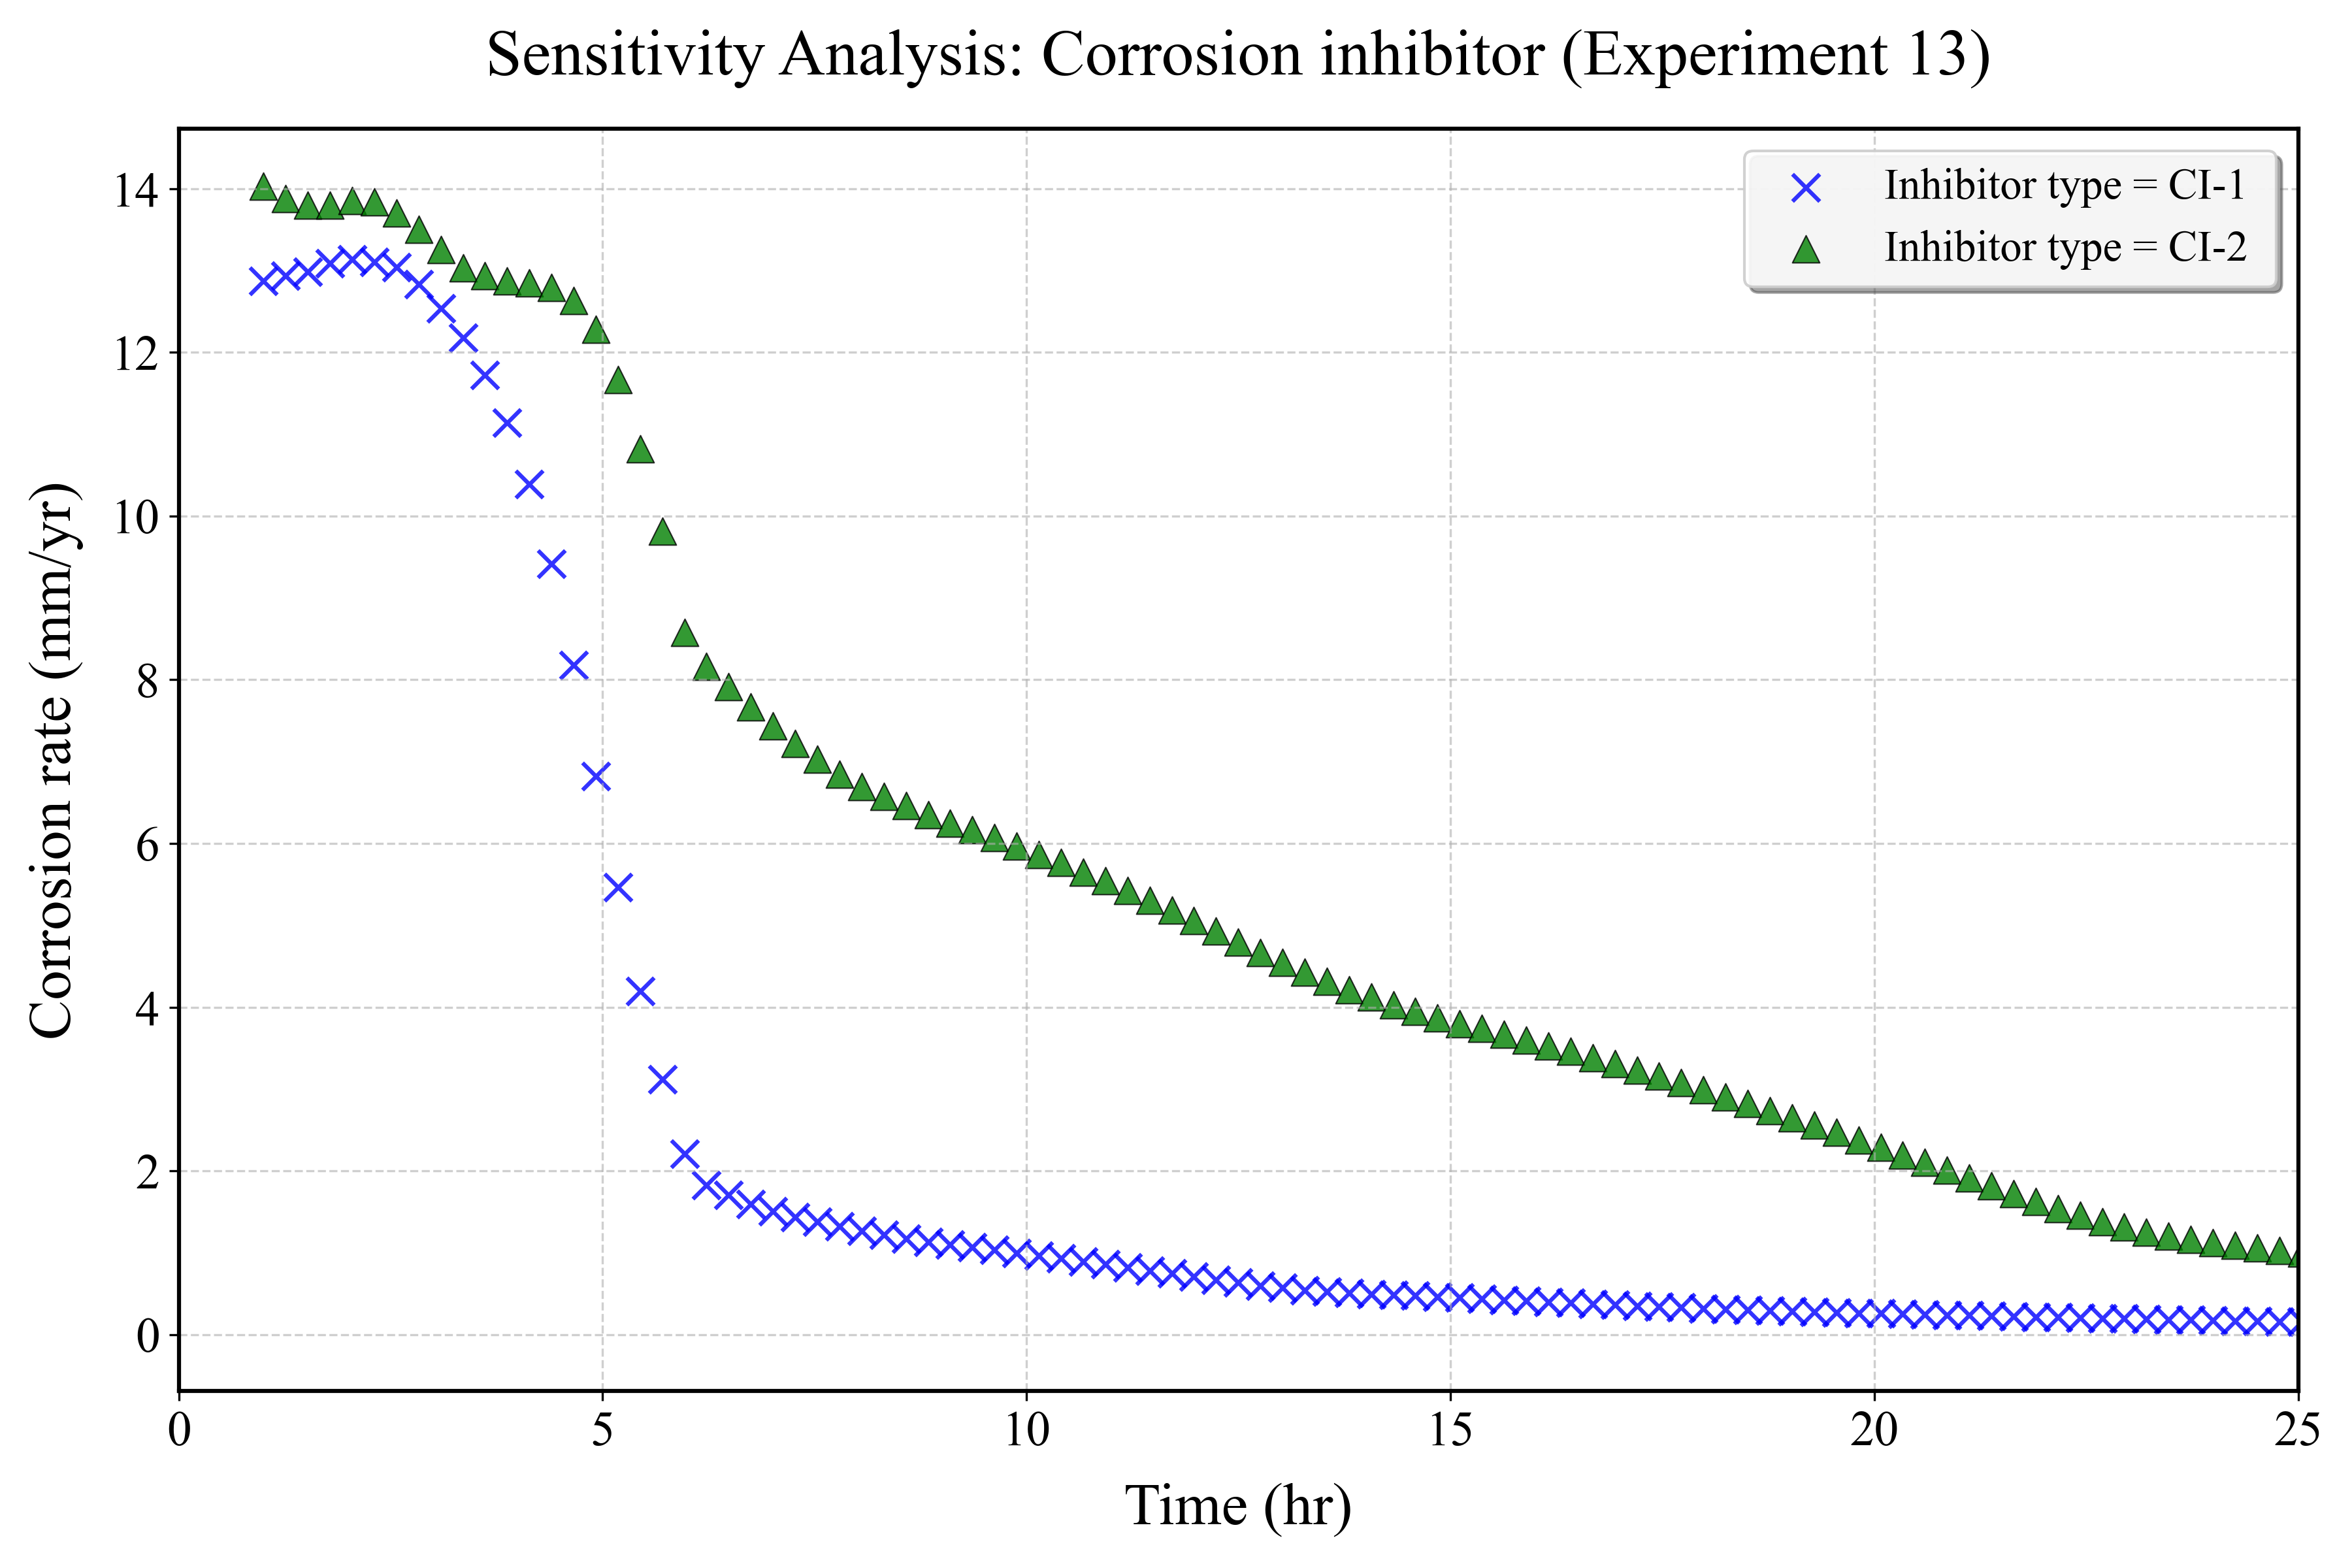 Sensitivity Analysis: Corrosion inhibitor (Experiment 13)
Inhibitor type = CI-1
Inhibitor type = CI-2
Corrosion rate (mm/yr)
14
12
10
8
6
4
2
0
0 5 10 15 20 25
Time (hr)